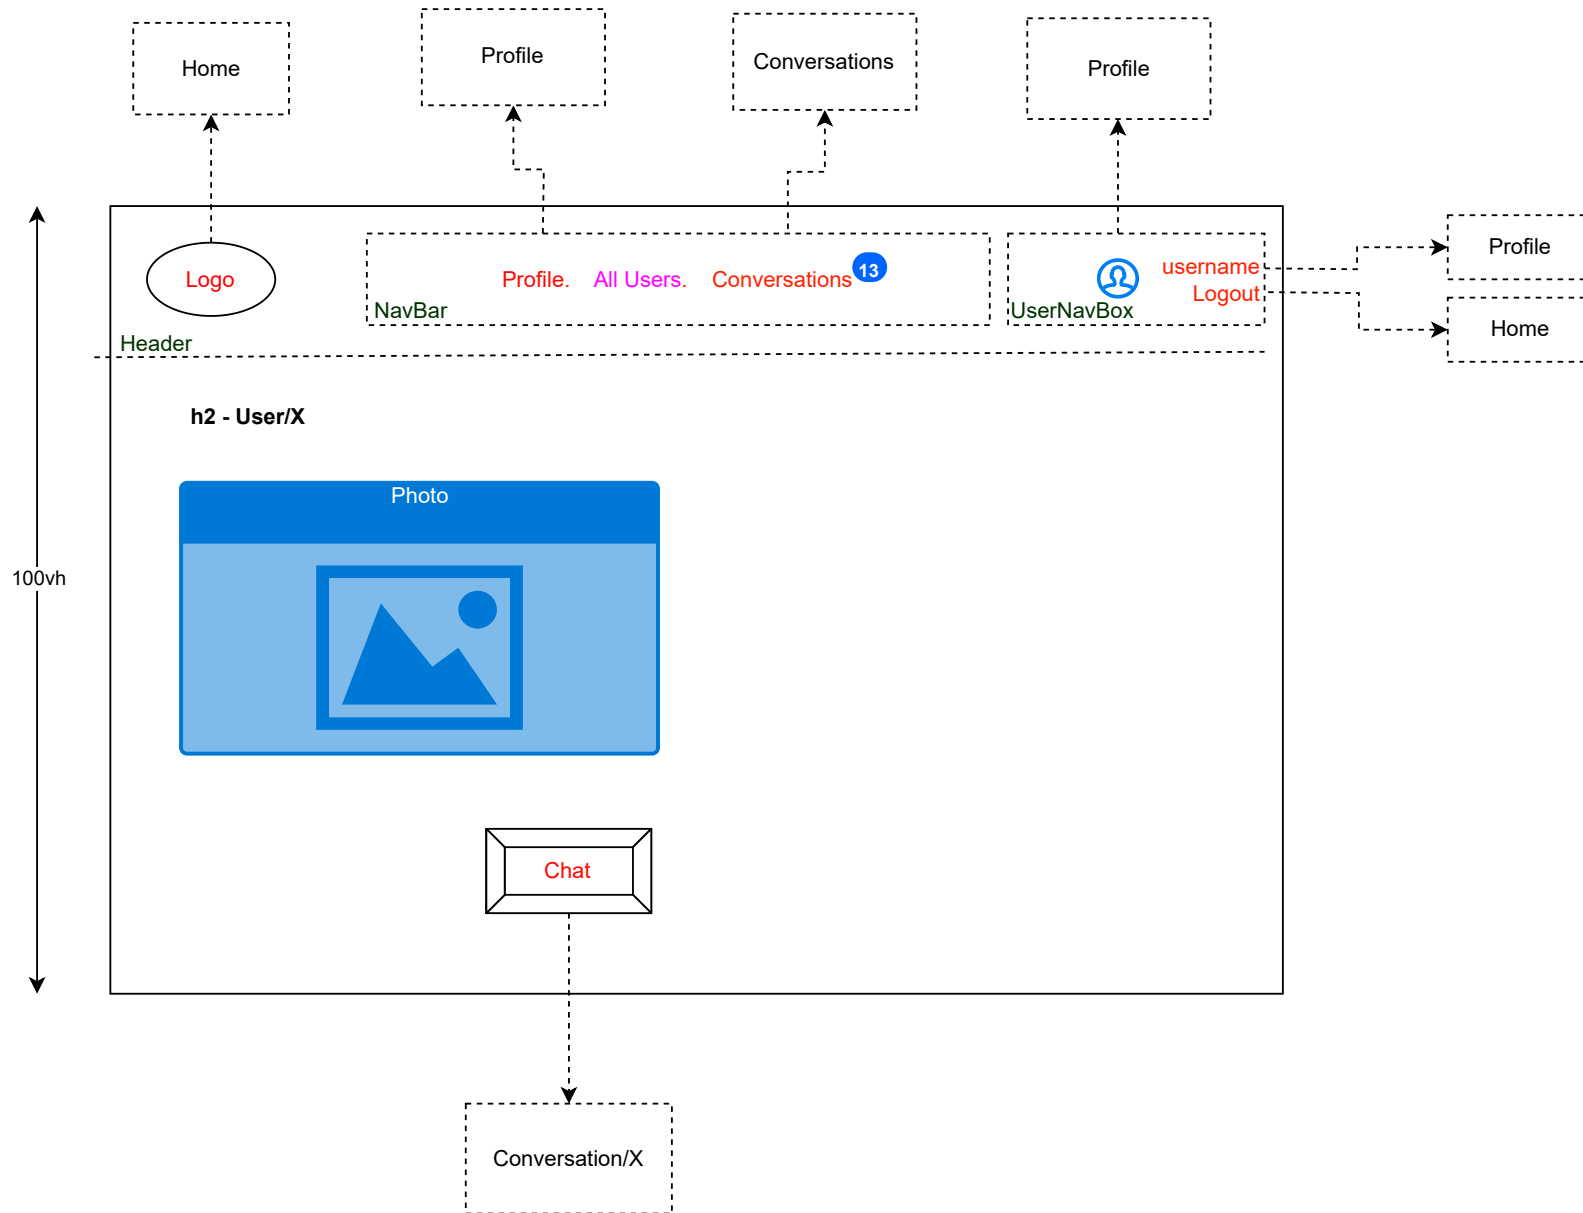 Home
Profile
Conversations
Profile
Logo
Profile.
All Users.
Conversations
13
NavBar
username
Logout
UserNavBox
Profile
Home
Header
h2 - User/X
Photo
100vh
Chat
Conversation/X